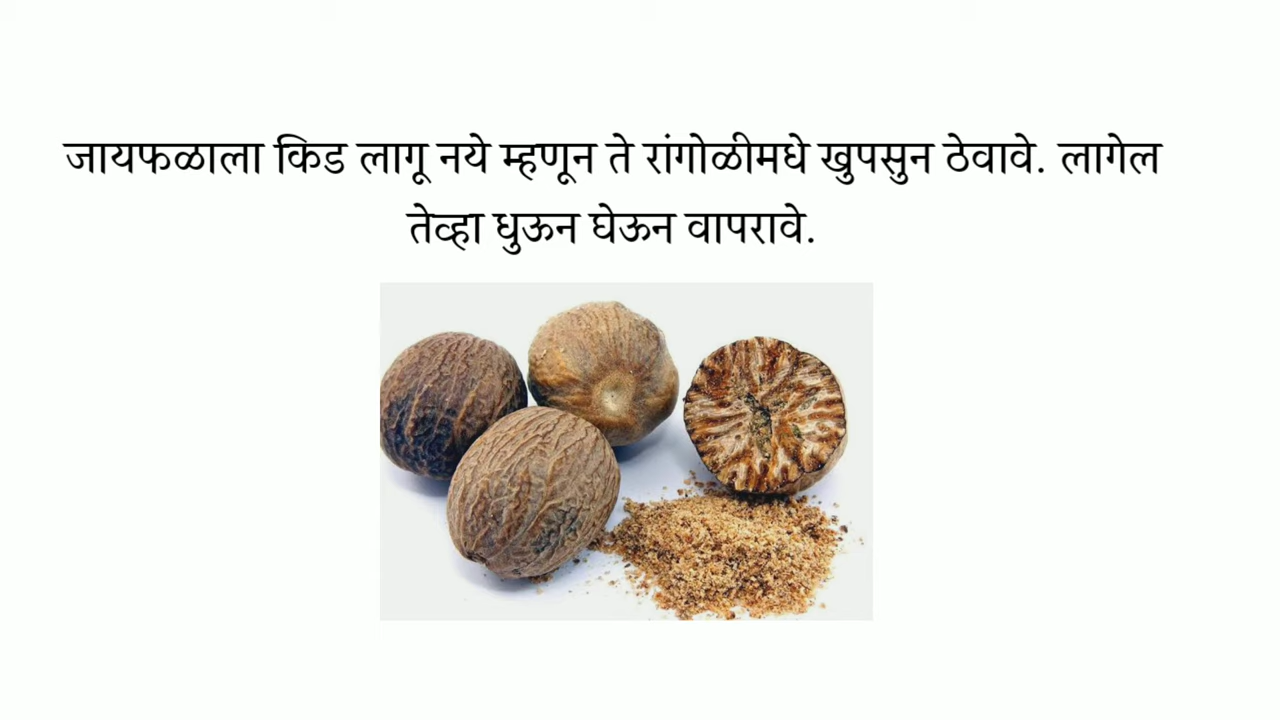 जायफळाला किड लागू नये म्हणून ते रांगोळीमधे खुपसुन ठेवावे. लागेल
तेव्हा धुऊन घेऊन वापरावे.